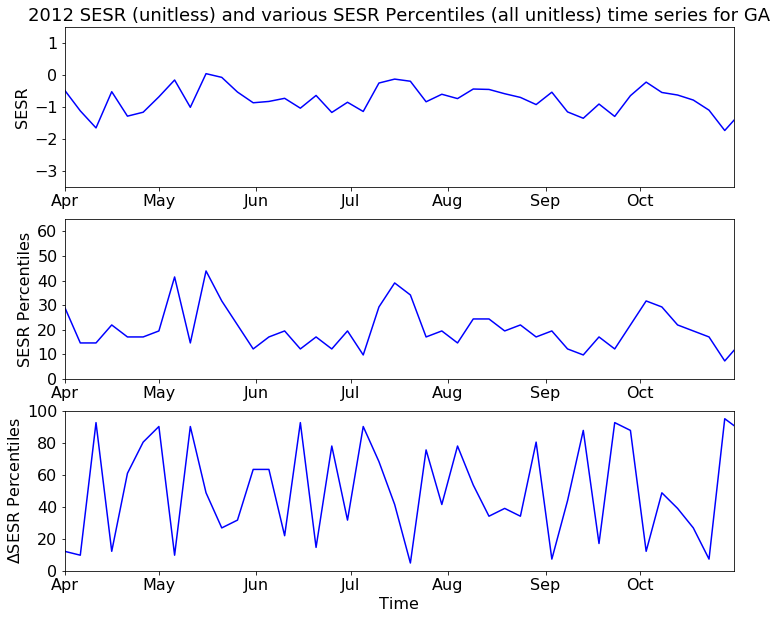 2012 SESR (unitless) and various SESR Percentiles (all unitless) time series for GA
1
0
−1
−2
−3
SESR
Apr May Jun Jul Aug Sep Oct
60
50
40
30
20
10
0
SESR Percentiles
Apr May Jun Jul Aug Sep Oct
100
80
60
40
20
0
ΔSESR Percentiles
Apr May Jun Jul Aug Sep Oct
Time